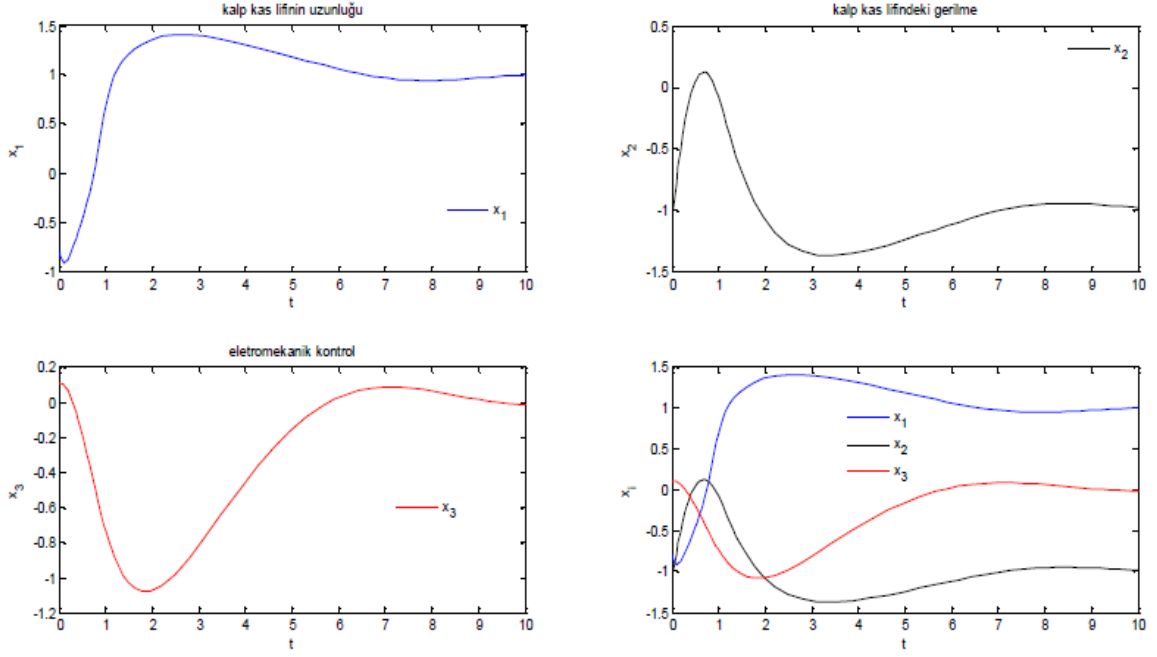 kalp kas lifinin uzunluğu
1.5
1
0.5
0
-0.5
-1
x1
x1
0 1 2 3 4 5 6 7 8 9 10
t
kalp kas lifindeki gerilme
0.5
0
-0.5
-1
-1.5
x2
x2
0 1 2 3 4 5 6 7 8 9 10
t
eletromekanik kontrol
0.2
0
-0.2
-0.4
-0.6
-0.8
-1
-1.2
x3
x3
0 1 2 3 4 5 6 7 8 9 10
t
1.5
1
0.5
0
-0.5
-1
-1.5
xi
x1
x2
x3
0 1 2 3 4 5 6 7 8 9 10
t